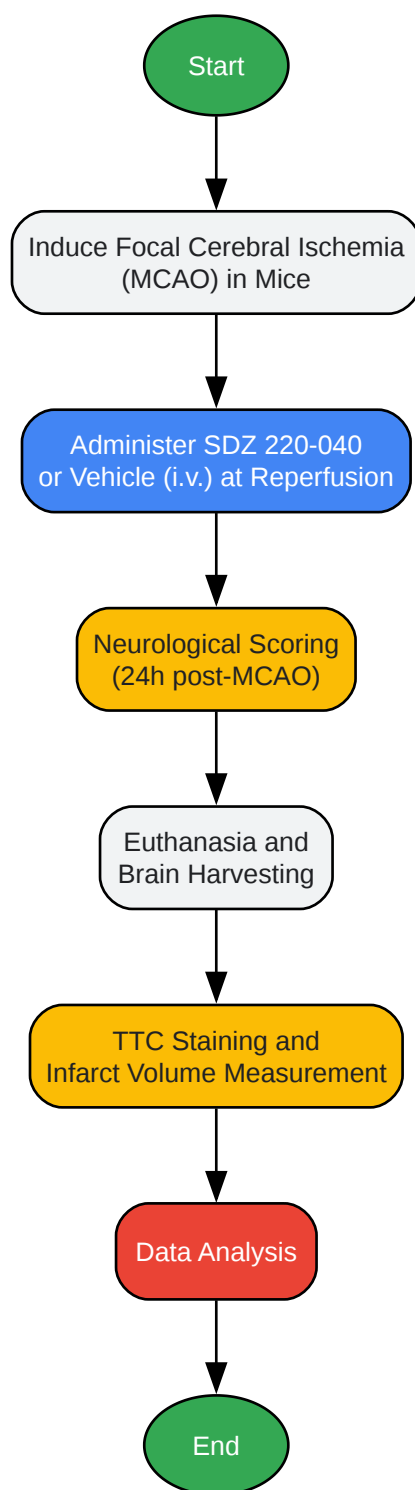 Start
Induce Focal Cerebral Ischemia
(MCAO) in Mice
Administer SDZ 220-040
or Vehicle (i.v.) at Reperfusion
Neurological Scoring
(24h post-MCAO)
Euthanasia and
Brain Harvesting
TTC Staining and
Infarct Volume Measurement
Data Analysis
End